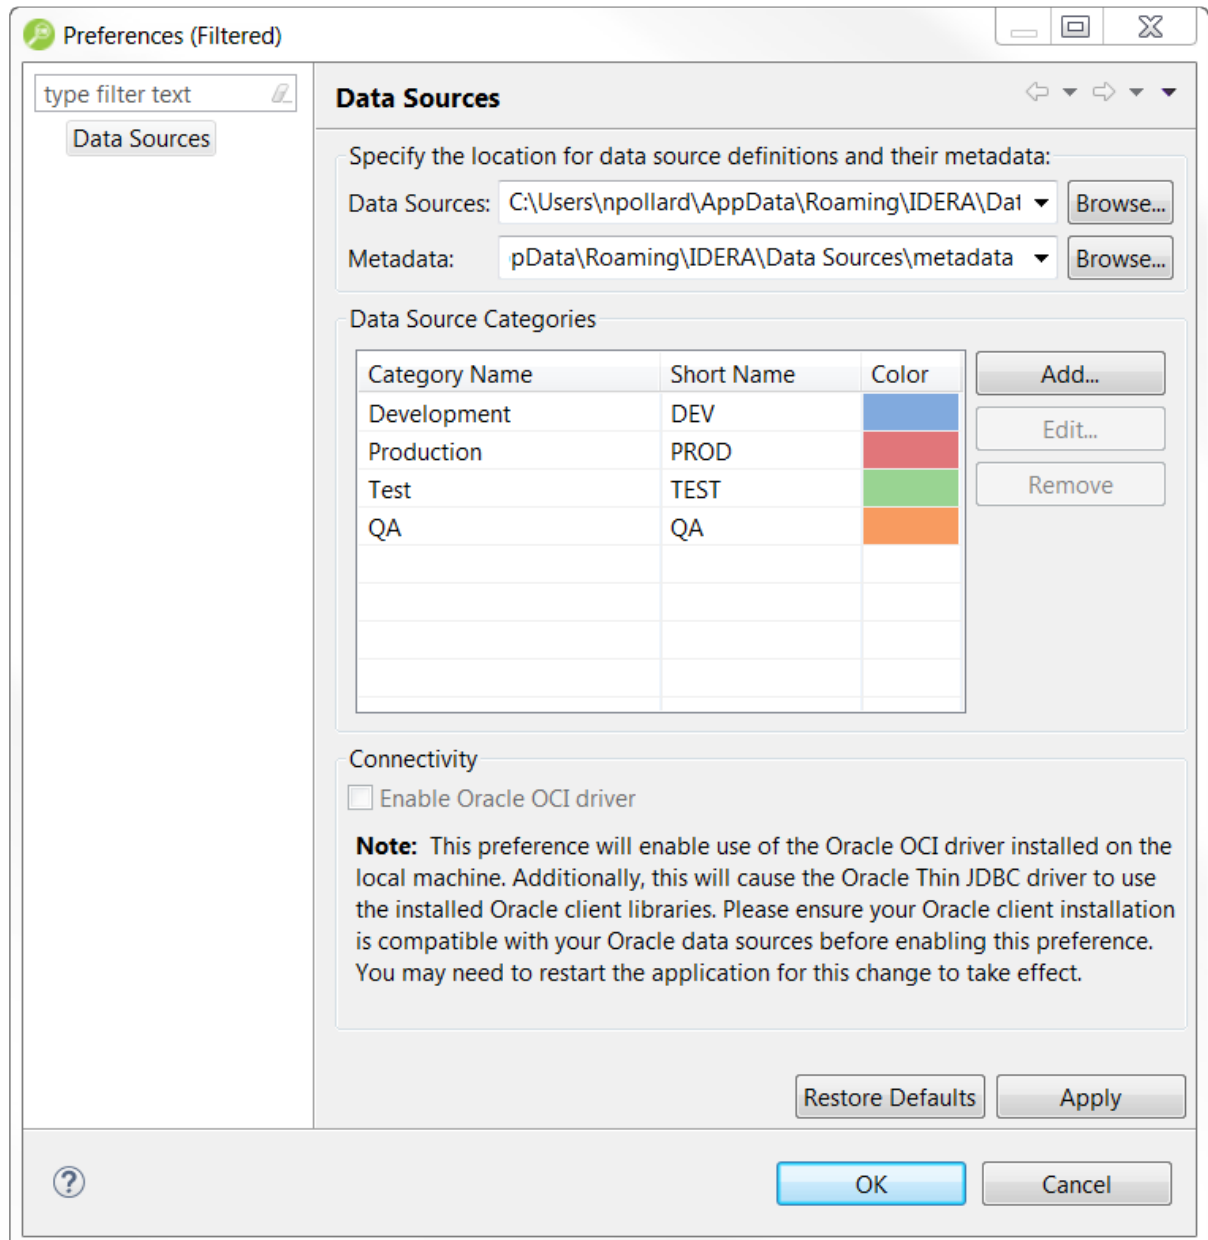 Preferences (Filtered)
type filter text
Data Sources
Data Sources
Specify the location for data source definitions and their metadata:
Data Sources: C:\Users\npollard\AppData\Roaming\IDERA\Dat Browse...
Metadata: pData\Roaming\IDERA\Data Sources\metadata Browse...
Data Source Categories
Category Name Short Name Color
Development DEV
Production PROD
Test TEST
QA QA
Add...
Edit...
Remove
Connectivity
Enable Oracle OCI driver
Note: This preference will enable use of the Oracle OCI driver installed on the
local machine. Additionally, this will cause the Oracle Thin JDBC driver to use
the installed Oracle client libraries. Please ensure your Oracle client installation
is compatible with your Oracle data sources before enabling this preference.
You may need to restart the application for this change to take effect.
Restore Defaults Apply
? OK Cancel